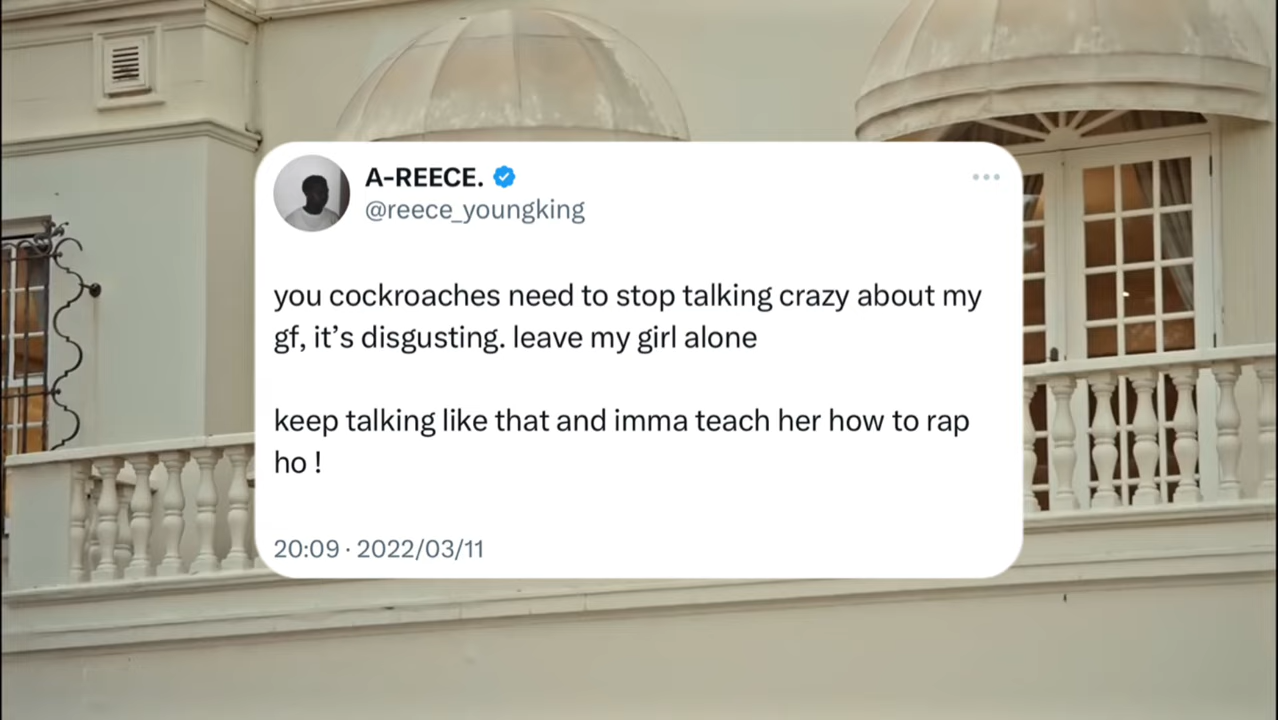 A-REECE.
@reece_youngking
you cockroaches need to stop talking crazy about my
gf, it’s disgusting. leave my girl alone
keep talking like that and imma teach her how to rap
ho !
20:09 · 2022/03/11